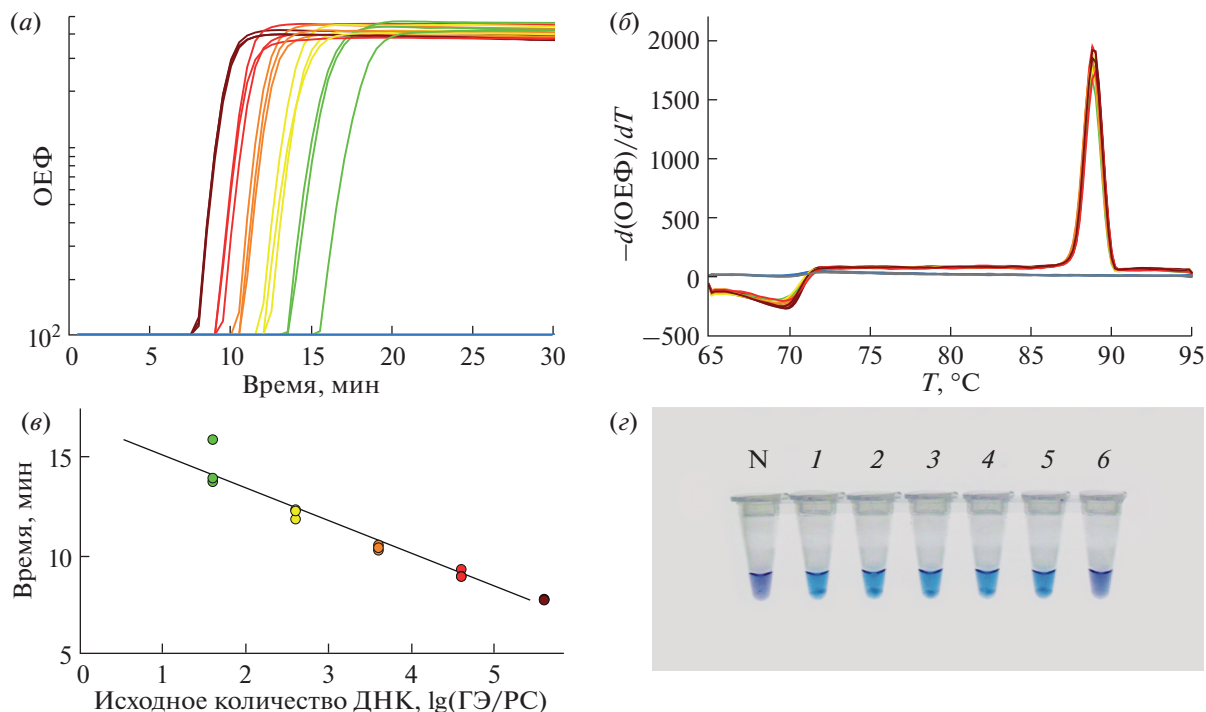 (а)
ОЕФ
10²
0 5 10 15 20 25 30
Время, мин
(б)
−d(ОЕФ)/dT
2000
1500
1000
500
0
−500
65 70 75 80 85 90 95
T, °C
(в)
Время, мин
15
10
5
0 1 2 3 4 5
Исходное количество ДНК, lg(ГЭ/РС)
(г)
N 1 2 3 4 5 6